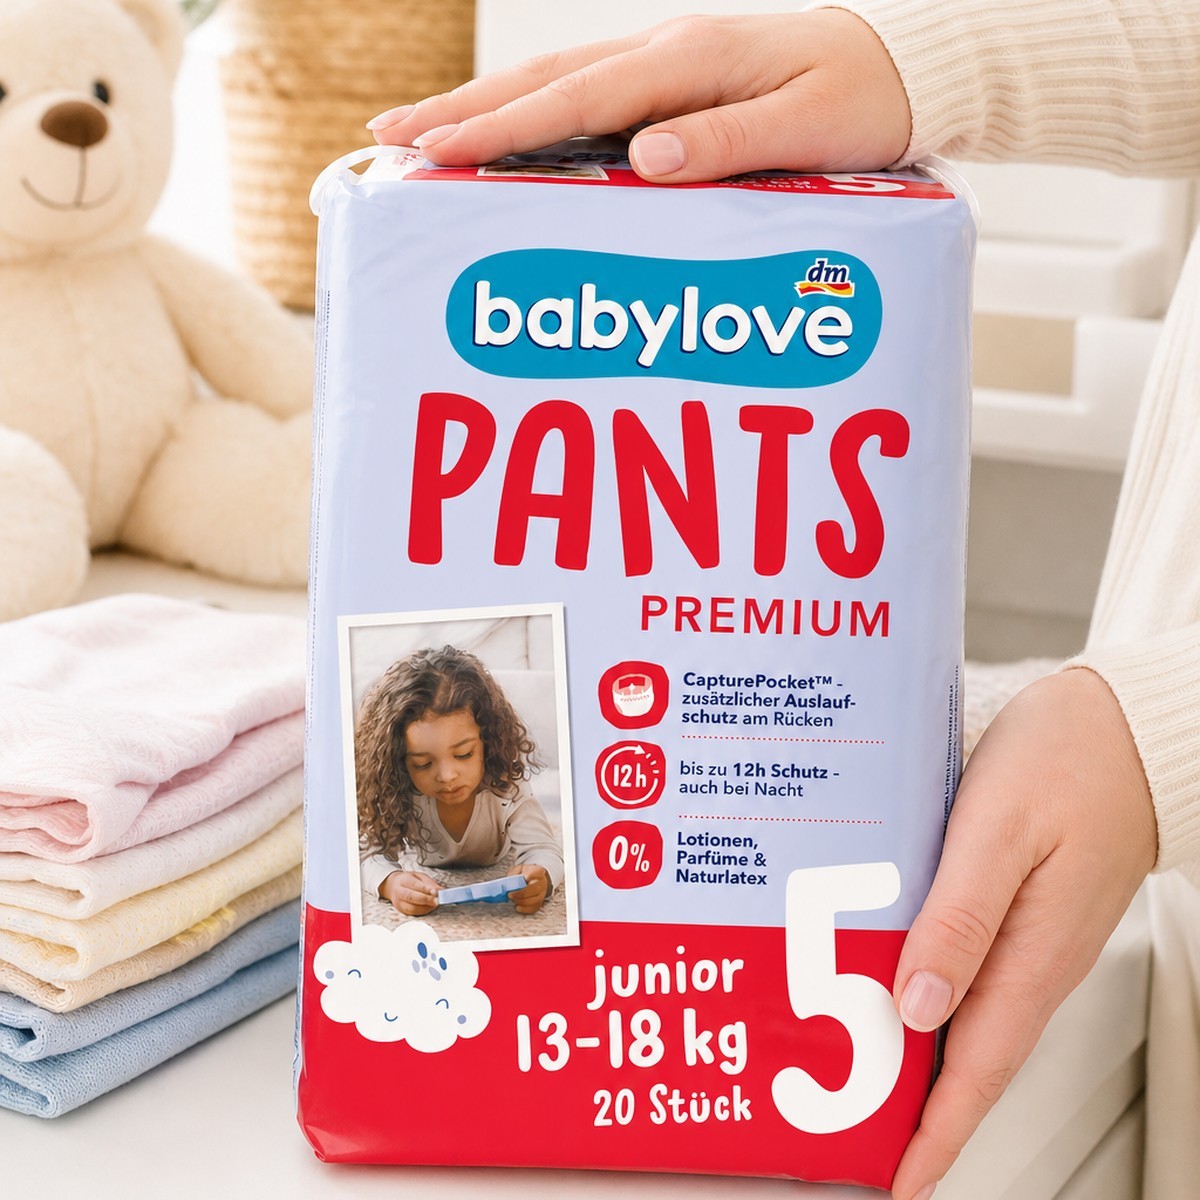 dm
babylove
PANTS
PREMIUM
CapturePocket™ –
zusätzlicher Auslauf-
schutz am Rücken
12h
bis zu 12h Schutz –
auch bei Nacht
0%
Lotionen,
Parfüme &
Naturlatex
junior
13-18 kg
20 Stück
5
5